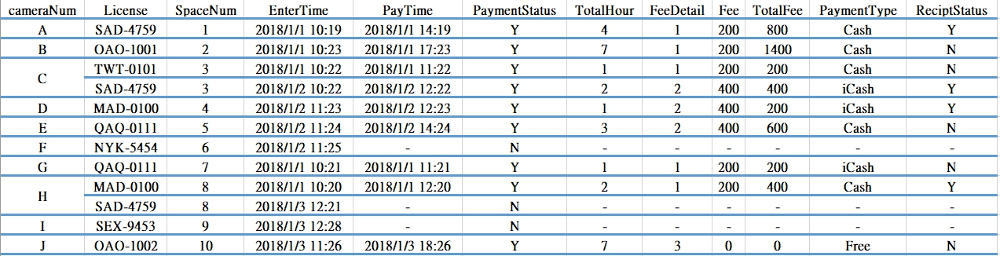 cameraNum License SpaceNum EnterTime PayTime PaymentStatus TotalHour FeeDetail Fee TotalFee PaymentType ReciptStatus
A SAD-4759 1 2018/1/1 10:19 2018/1/1 14:19 Y 4 1 200 800 Cash Y
B OAO-1001 2 2018/1/1 10:23 2018/1/1 17:23 Y 7 1 200 1400 Cash N
C TWT-0101 3 2018/1/1 10:22 2018/1/1 11:22 Y 1 1 200 200 Cash N
SAD-4759 3 2018/1/2 10:22 2018/1/2 12:22 Y 2 2 400 400 iCash Y
D MAD-0100 4 2018/1/2 11:23 2018/1/2 12:23 Y 1 2 400 200 iCash Y
E QAQ-0111 5 2018/1/2 11:24 2018/1/2 14:24 Y 3 2 400 600 Cash N
F NYK-5454 6 2018/1/2 11:25 - N - - - - - -
G QAQ-0111 7 2018/1/1 10:21 2018/1/1 11:21 Y 1 1 200 200 iCash N
H MAD-0100 8 2018/1/1 10:20 2018/1/1 12:20 Y 2 1 200 400 Cash Y
SAD-4759 8 2018/1/3 12:21 - N - - - - - -
I SEX-9453 9 2018/1/3 12:28 - N - - - - - -
J OAO-1002 10 2018/1/3 11:26 2018/1/3 18:26 Y 7 3 0 0 Free N